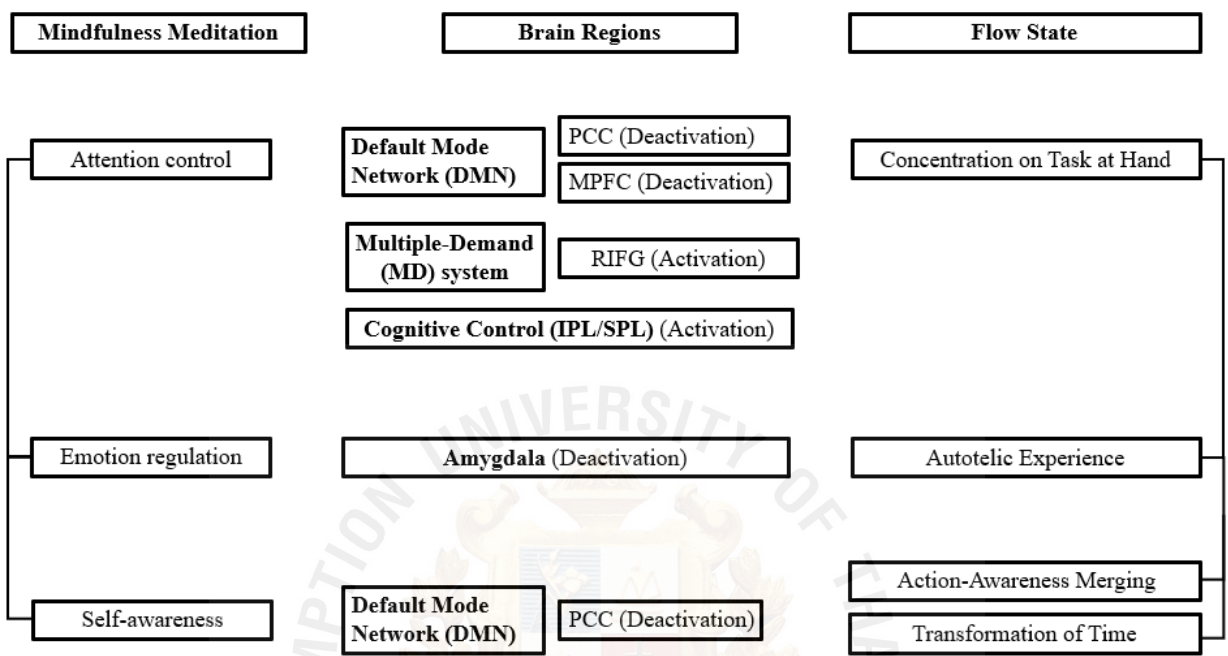 Mindfulness Meditation
Brain Regions
Flow State
Attention control
Default Mode
Network (DMN)
PCC (Deactivation)
MPFC (Deactivation)
Concentration on Task at Hand
Multiple-Demand
(MD) system
RIFG (Activation)
Cognitive Control (IPL/SPL) (Activation)
Emotion regulation
Amygdala (Deactivation)
Autotelic Experience
Self-awareness
Default Mode
Network (DMN)
PCC (Deactivation)
Action-Awareness Merging
Transformation of Time
UNIVERSITY OF